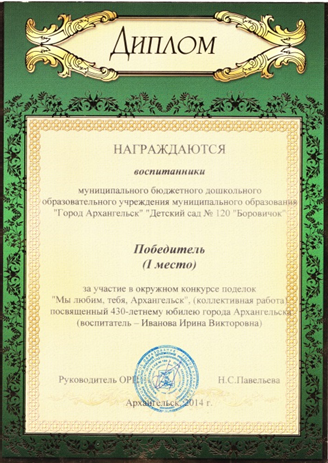 ДИПЛОМ
НАГРАЖДАЮТСЯ
воспитанники
муниципального бюджетного дошкольного
образовательного учреждения муниципального образования
"Город Архангельск" "Детский сад № 120 "Боровичок"
Победитель
(I место)
за участие в окружном конкурсе поделок
"Мы любим, тебя, Архангельск", (коллективная работа)
посвященный 430-летнему юбилею города Архангельска
(воспитатель – Иванова Ирина Викторовна)
Руководитель Н.С.Павельева
Архангельск, 2014 г.